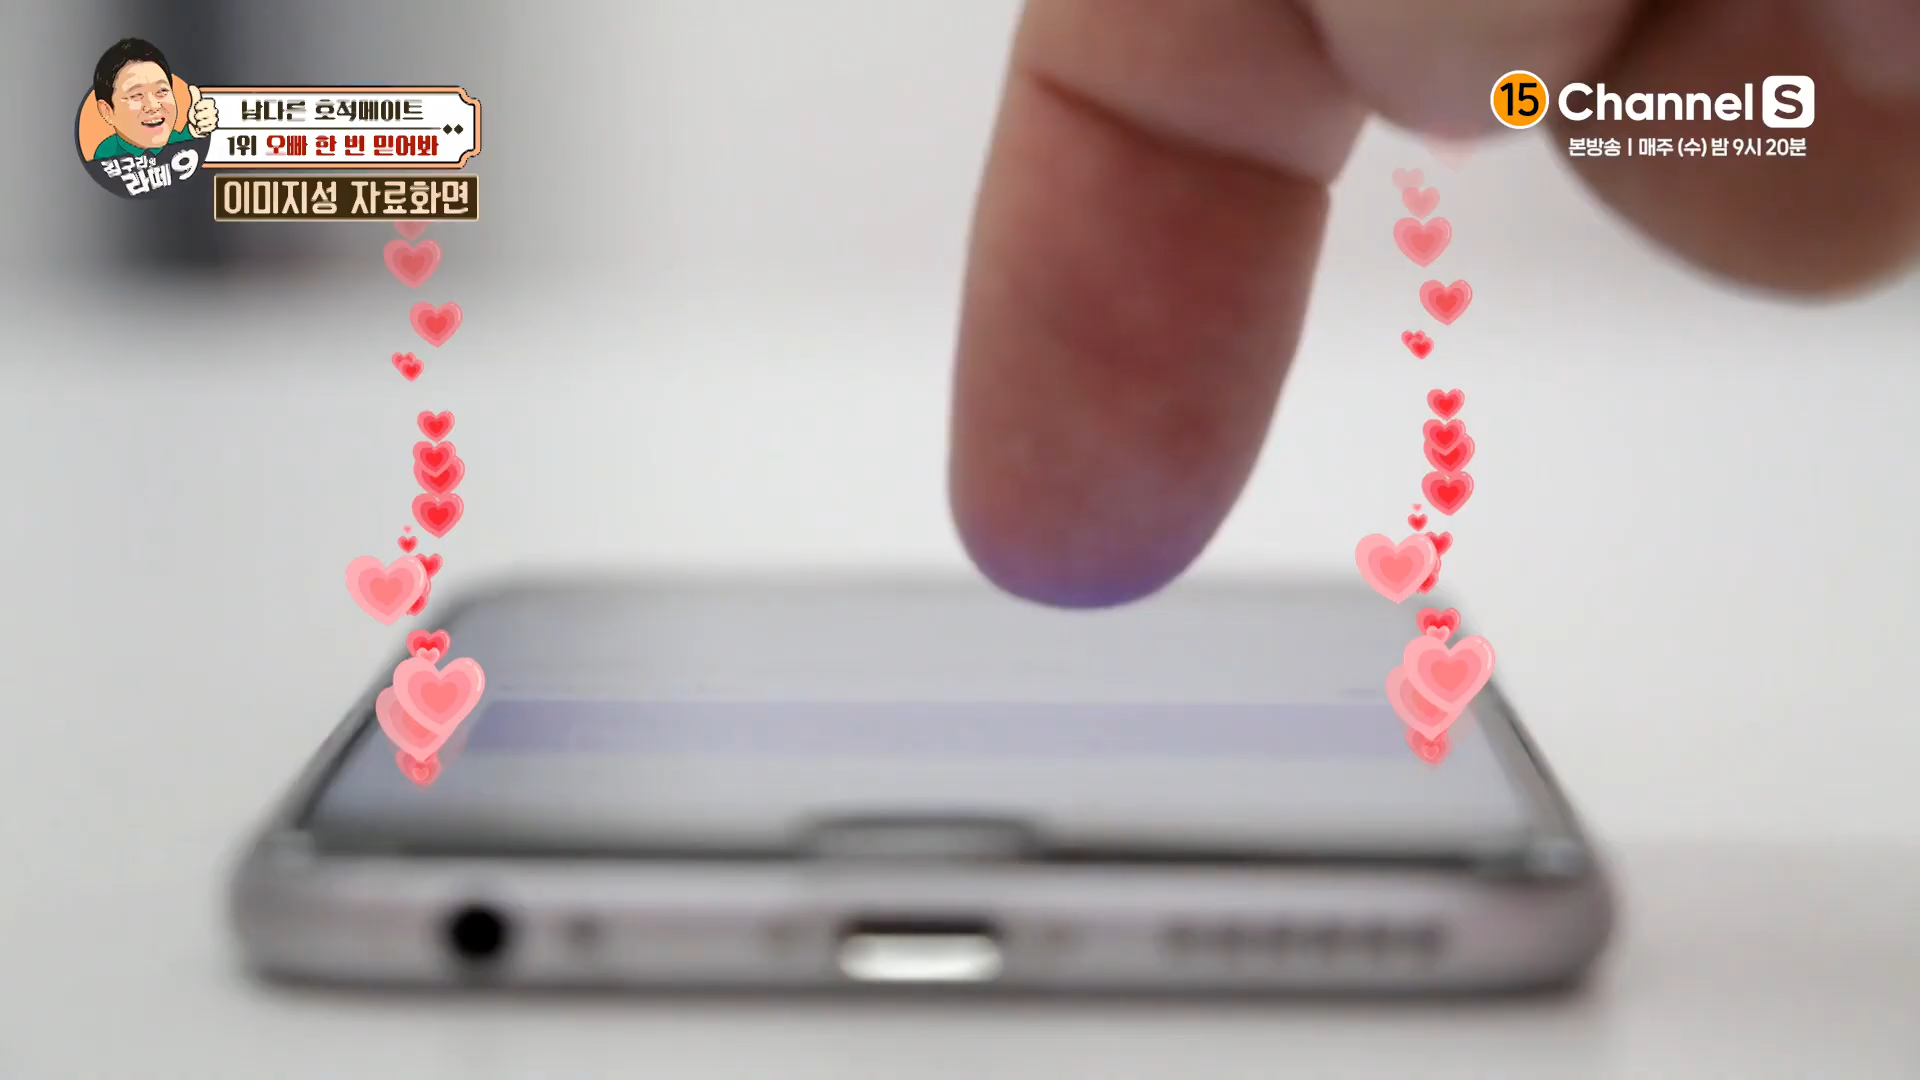 남다른 호적메이트
1위 오빠 한 번 믿어봐
김구라의
라떼9
이미지성 자료화면
15 Channel S
본방송 | 매주 (수) 밤 9시 20분